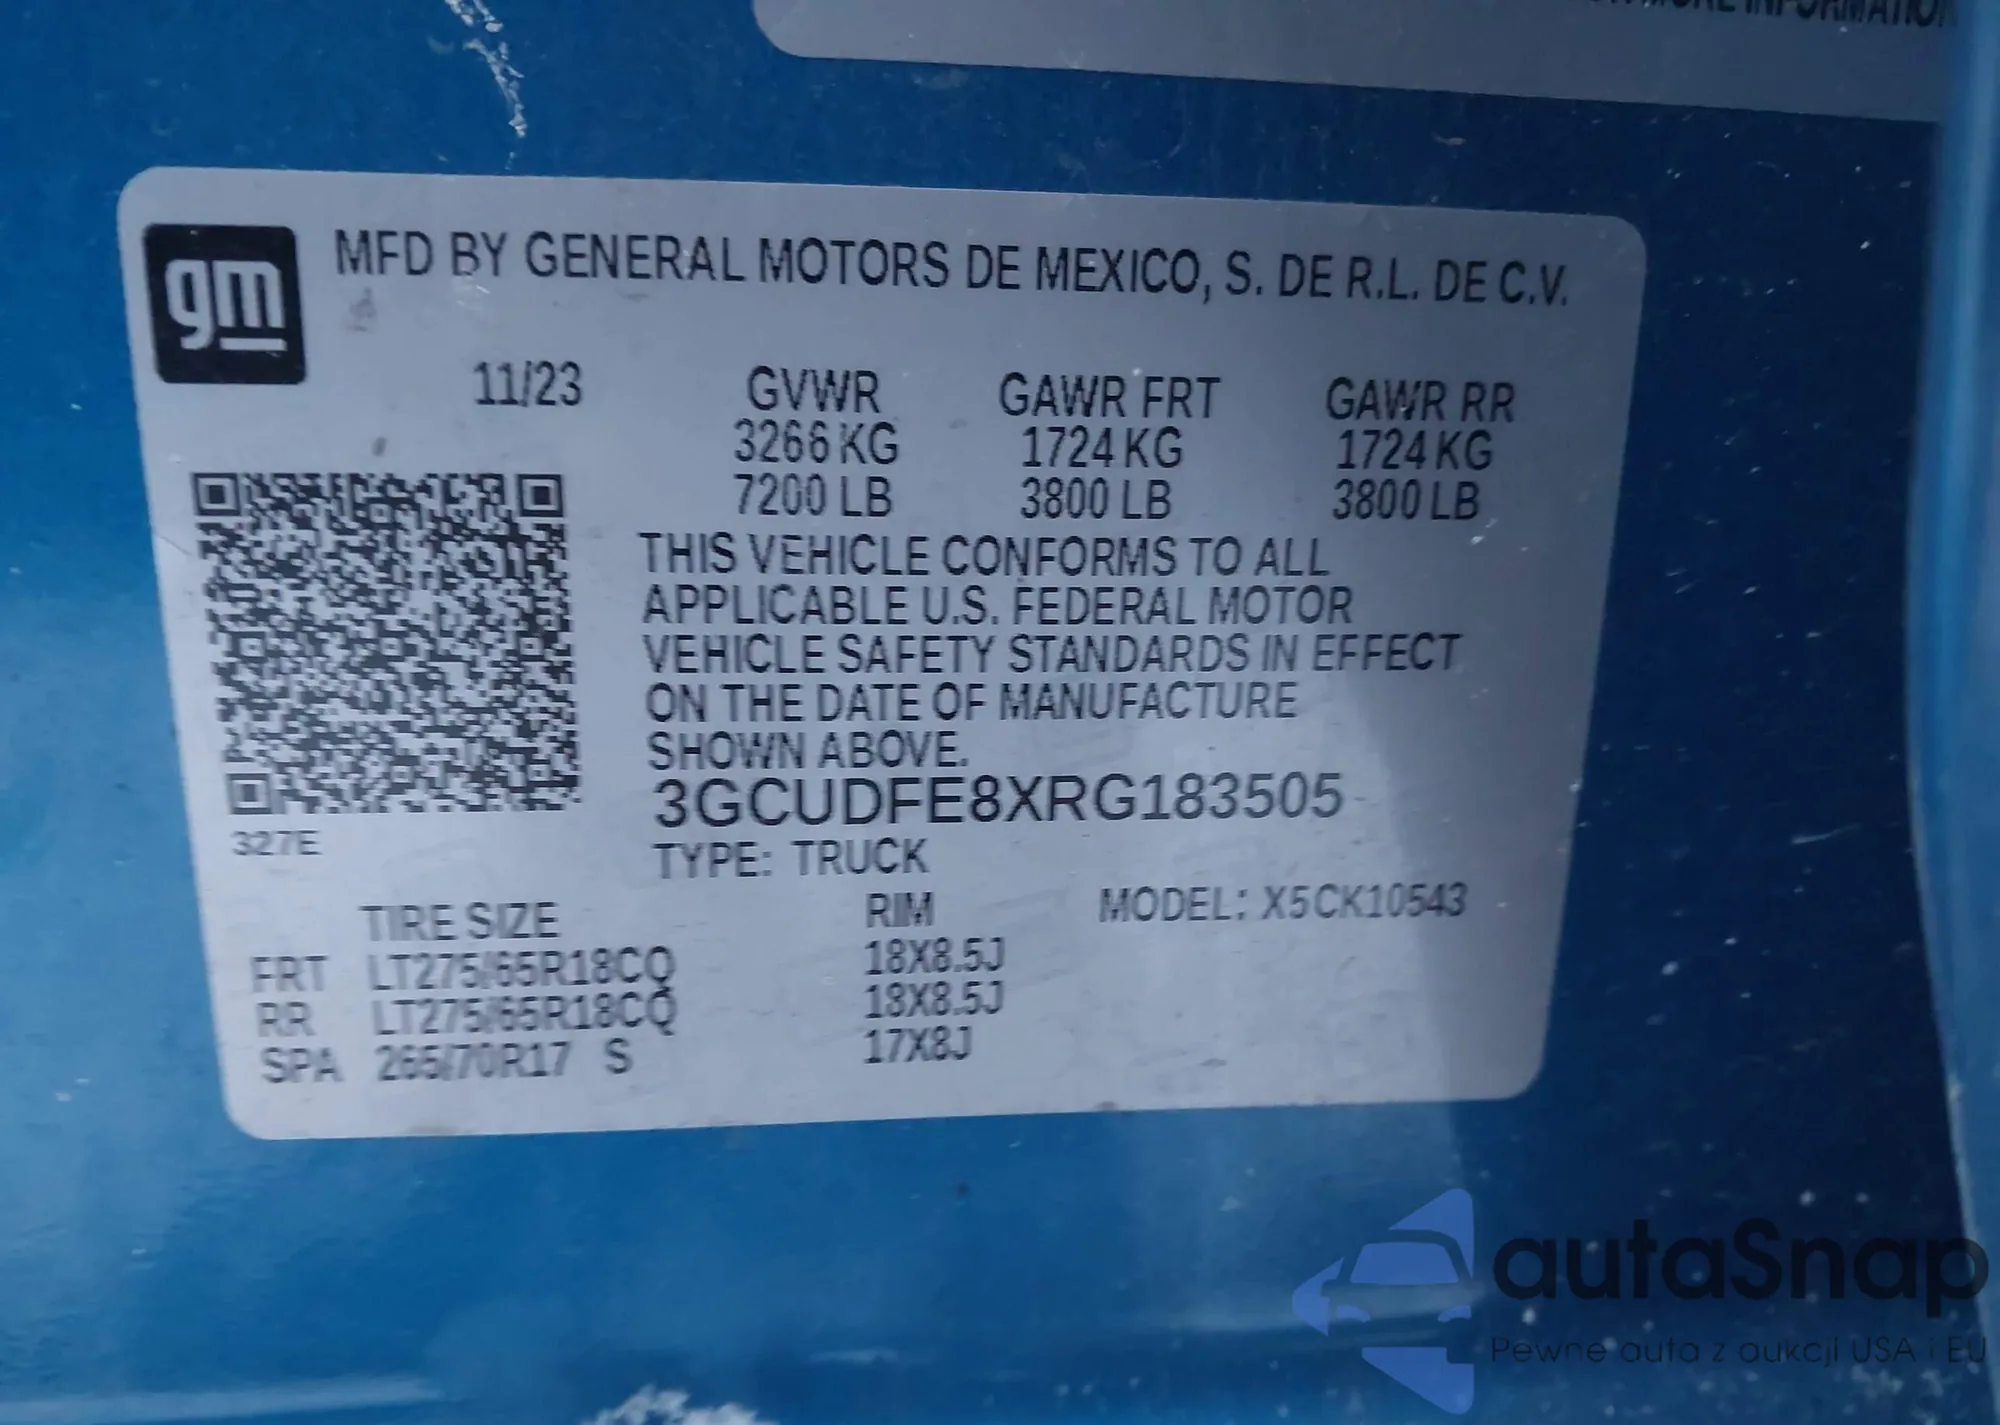 MORE INFORMATION
gm
MFD BY GENERAL MOTORS DE MEXICO, S. DE R.L. DE C.V.
11/23 GVWR GAWR FRT GAWR RR
3266 KG 1724 KG 1724 KG
7200 LB 3800 LB 3800 LB
THIS VEHICLE CONFORMS TO ALL
APPLICABLE U.S. FEDERAL MOTOR
VEHICLE SAFETY STANDARDS IN EFFECT
ON THE DATE OF MANUFACTURE
SHOWN ABOVE.
3GCUDFE8XRG183505
327E
TYPE: TRUCK
TIRE SIZE RIM MODEL: X5CK10543
FRT LT275/65R18CQ 18X8.5J
RR LT275/65R18CQ 18X8.5J
SPA 265/70R17 S 17X8J
autaSnap
Pewne auta z aukcji USA i EU